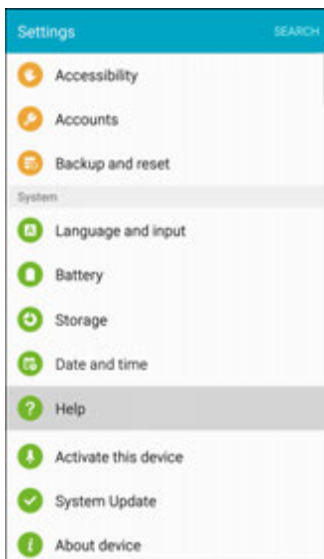 Settings
SEARCH
Accessibility
Accounts
Backup and reset
System
A
Language and input
Battery
Storage
Date and time
?
Help
Activate this device
System Update
i
About device